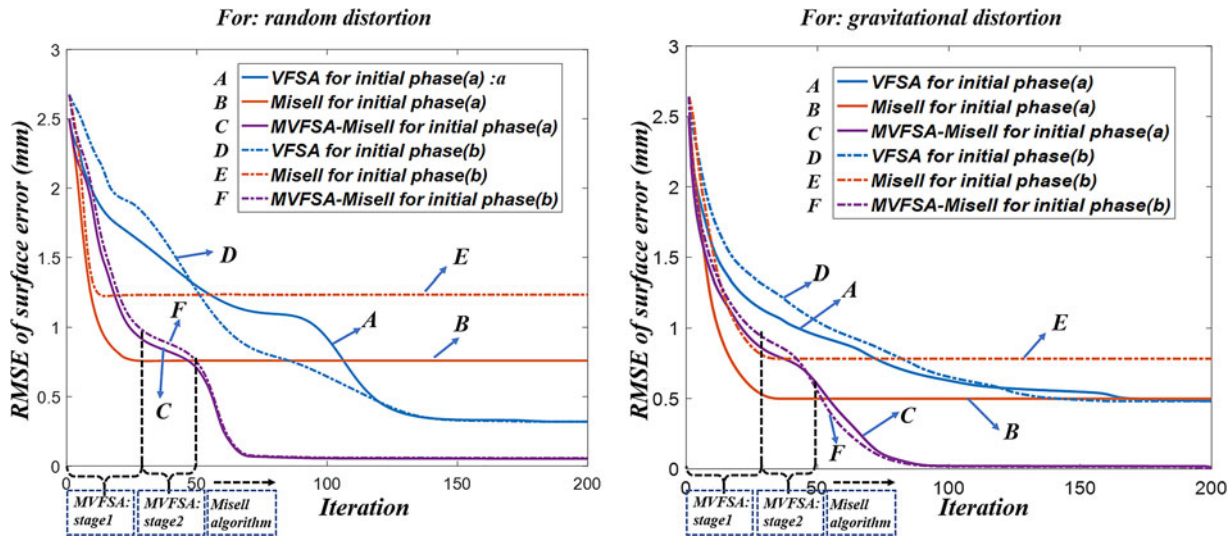 For: random distortion
RMSE of surface error (mm)
3
2.5
2
1.5
1
0.5
0
A VFSA for initial phase(a) :a
B Misell for initial phase(a)
C MVFSA-Misell for initial phase(a)
D VFSA for initial phase(b)
E Misell for initial phase(b)
F MVFSA-Misell for initial phase(b)
D
E
F
A
B
C
0 50 100 150 200
MVFSA: stage1
MVFSA: stage2
Misell algorithm
Iteration
For: gravitational distortion
RMSE of surface error (mm)
3
2.5
2
1.5
1
0.5
0
A VFSA for initial phase(a)
B Misell for initial phase(a)
C MVFSA-Misell for initial phase(a)
D VFSA for initial phase(b)
E Misell for initial phase(b)
F MVFSA-Misell for initial phase(b)
D
A
E
C
B
F
0 50 100 150 200
MVFSA: stage1
MVFSA: stage2
Misell algorithm
Iteration